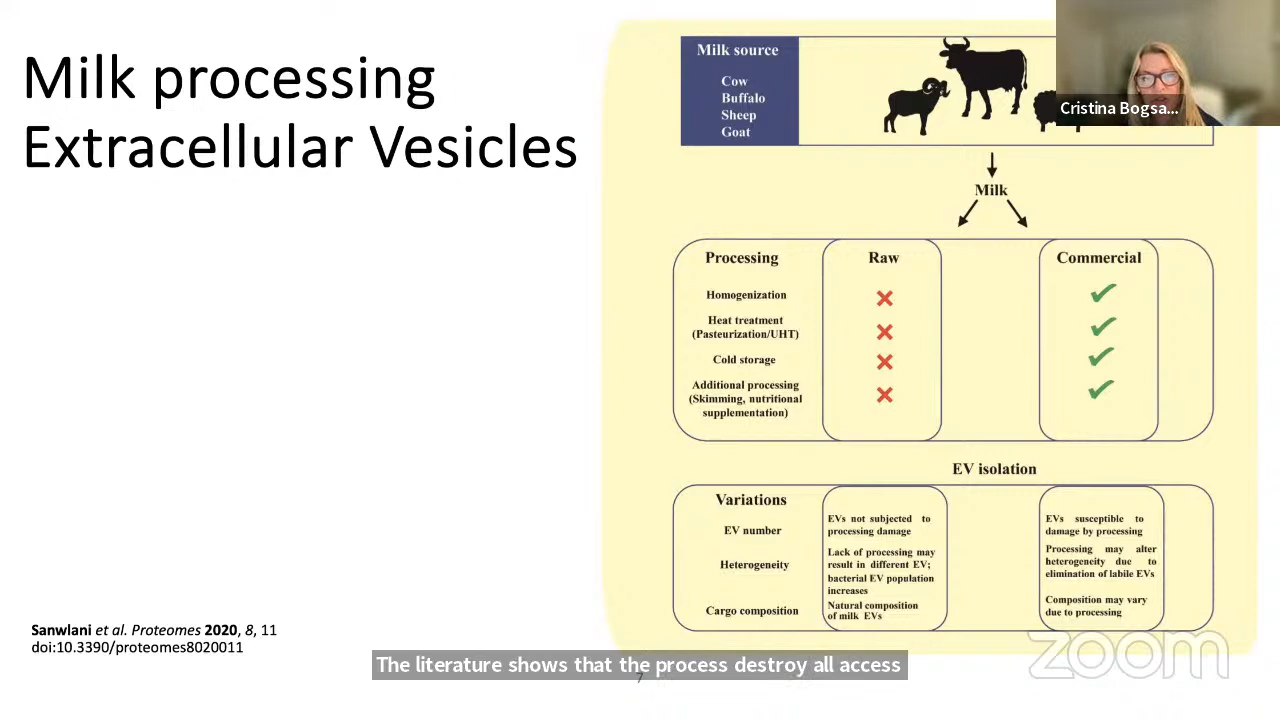 Milk processing
Extracellular Vesicles
Milk source
Cow
Buffalo
Sheep
Goat
Cristina Bogsa...
Milk
Processing
Raw
Commercial
Homogenization
Heat treatment
(Pasteurization/UHT)
Cold storage
Additional processing
(Skimming, nutritional
supplementation)
EV isolation
Variations
EV number
EVs not subjected to
processing damage
EVs susceptible to
damage by processing
Heterogeneity
Lack of processing may
result in different EV;
bacterial EV population
increases
Processing may alter
heterogeneity due to
elimination of labile EVs
Cargo composition
Natural composition
of milk EVs
Composition may vary
due to processing
Sanwlani et al. Proteomes 2020, 8, 11
doi:10.3390/proteomes8020011
The literature shows that the process destroy all access
7
zoom